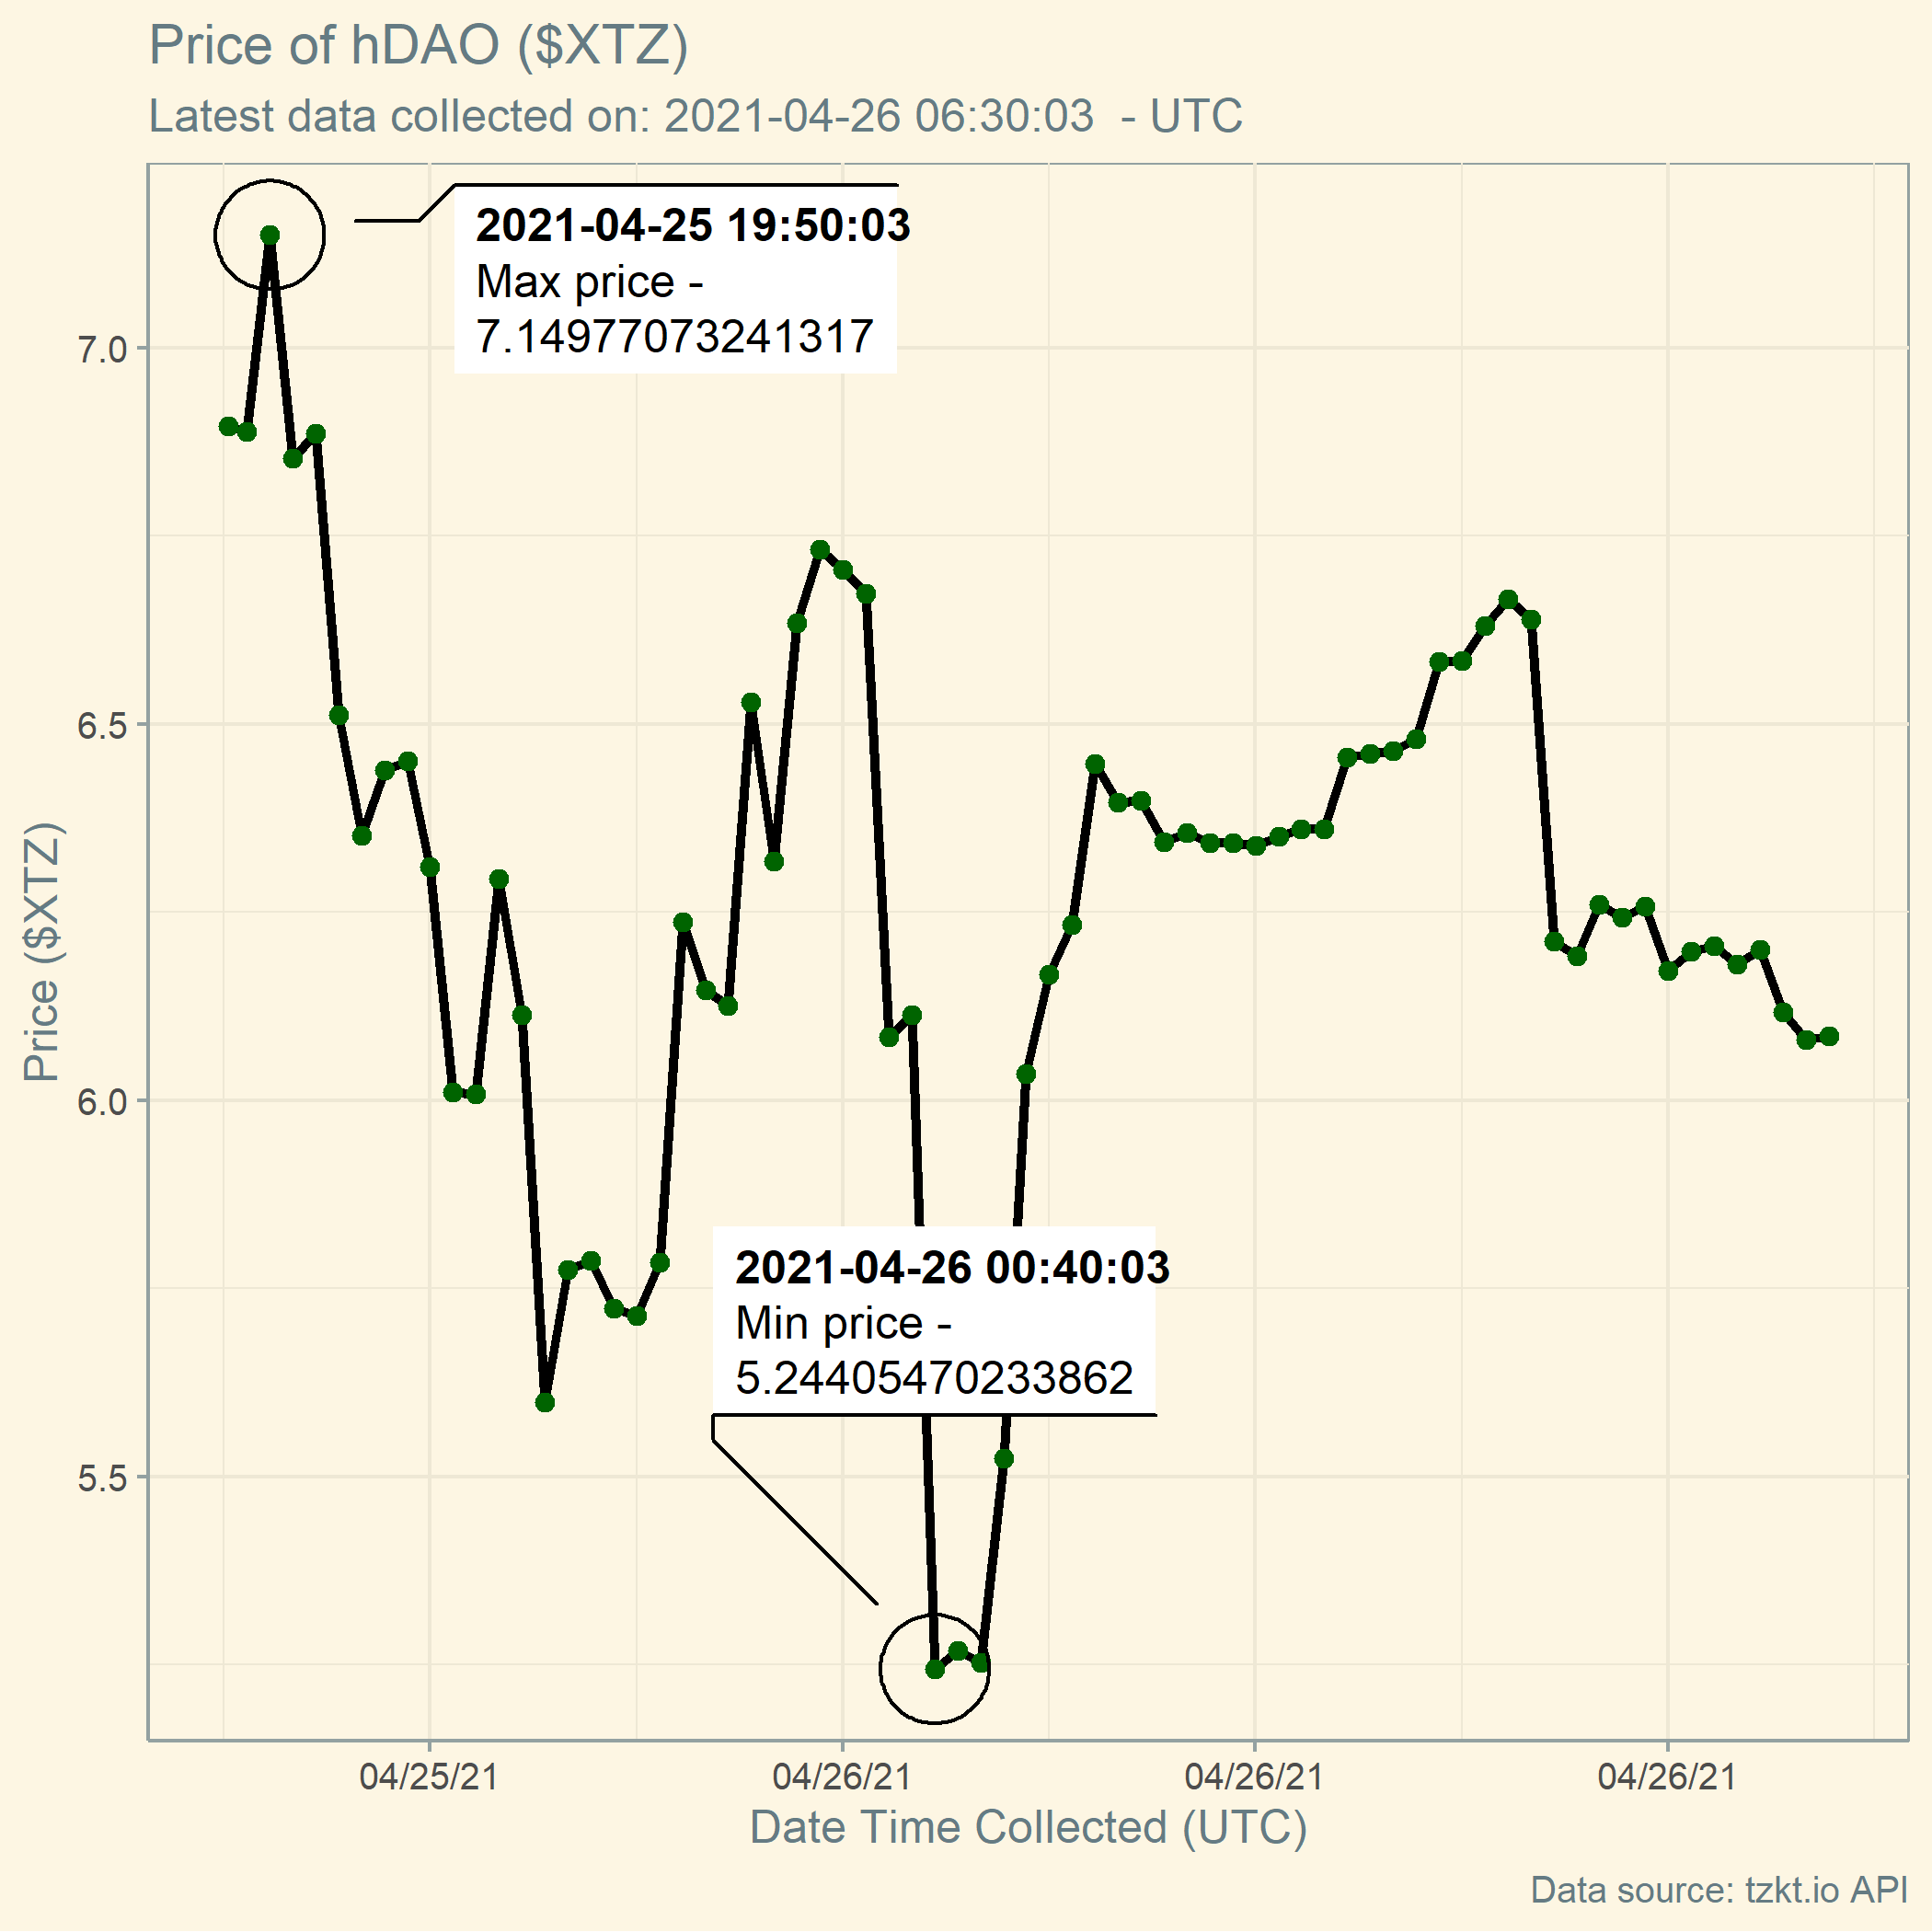 Price of hDAO ($XTZ)
Latest data collected on: 2021-04-26 06:30:03  - UTC
2021-04-25 19:50:03
Max price -
7.14977073241317
7.0
6.5
6.0
5.5
Price ($XTZ)
2021-04-26 00:40:03
Min price -
5.24405470233862
04/25/21
04/26/21
04/26/21
04/26/21
Date Time Collected (UTC)
Data source: tzkt.io API